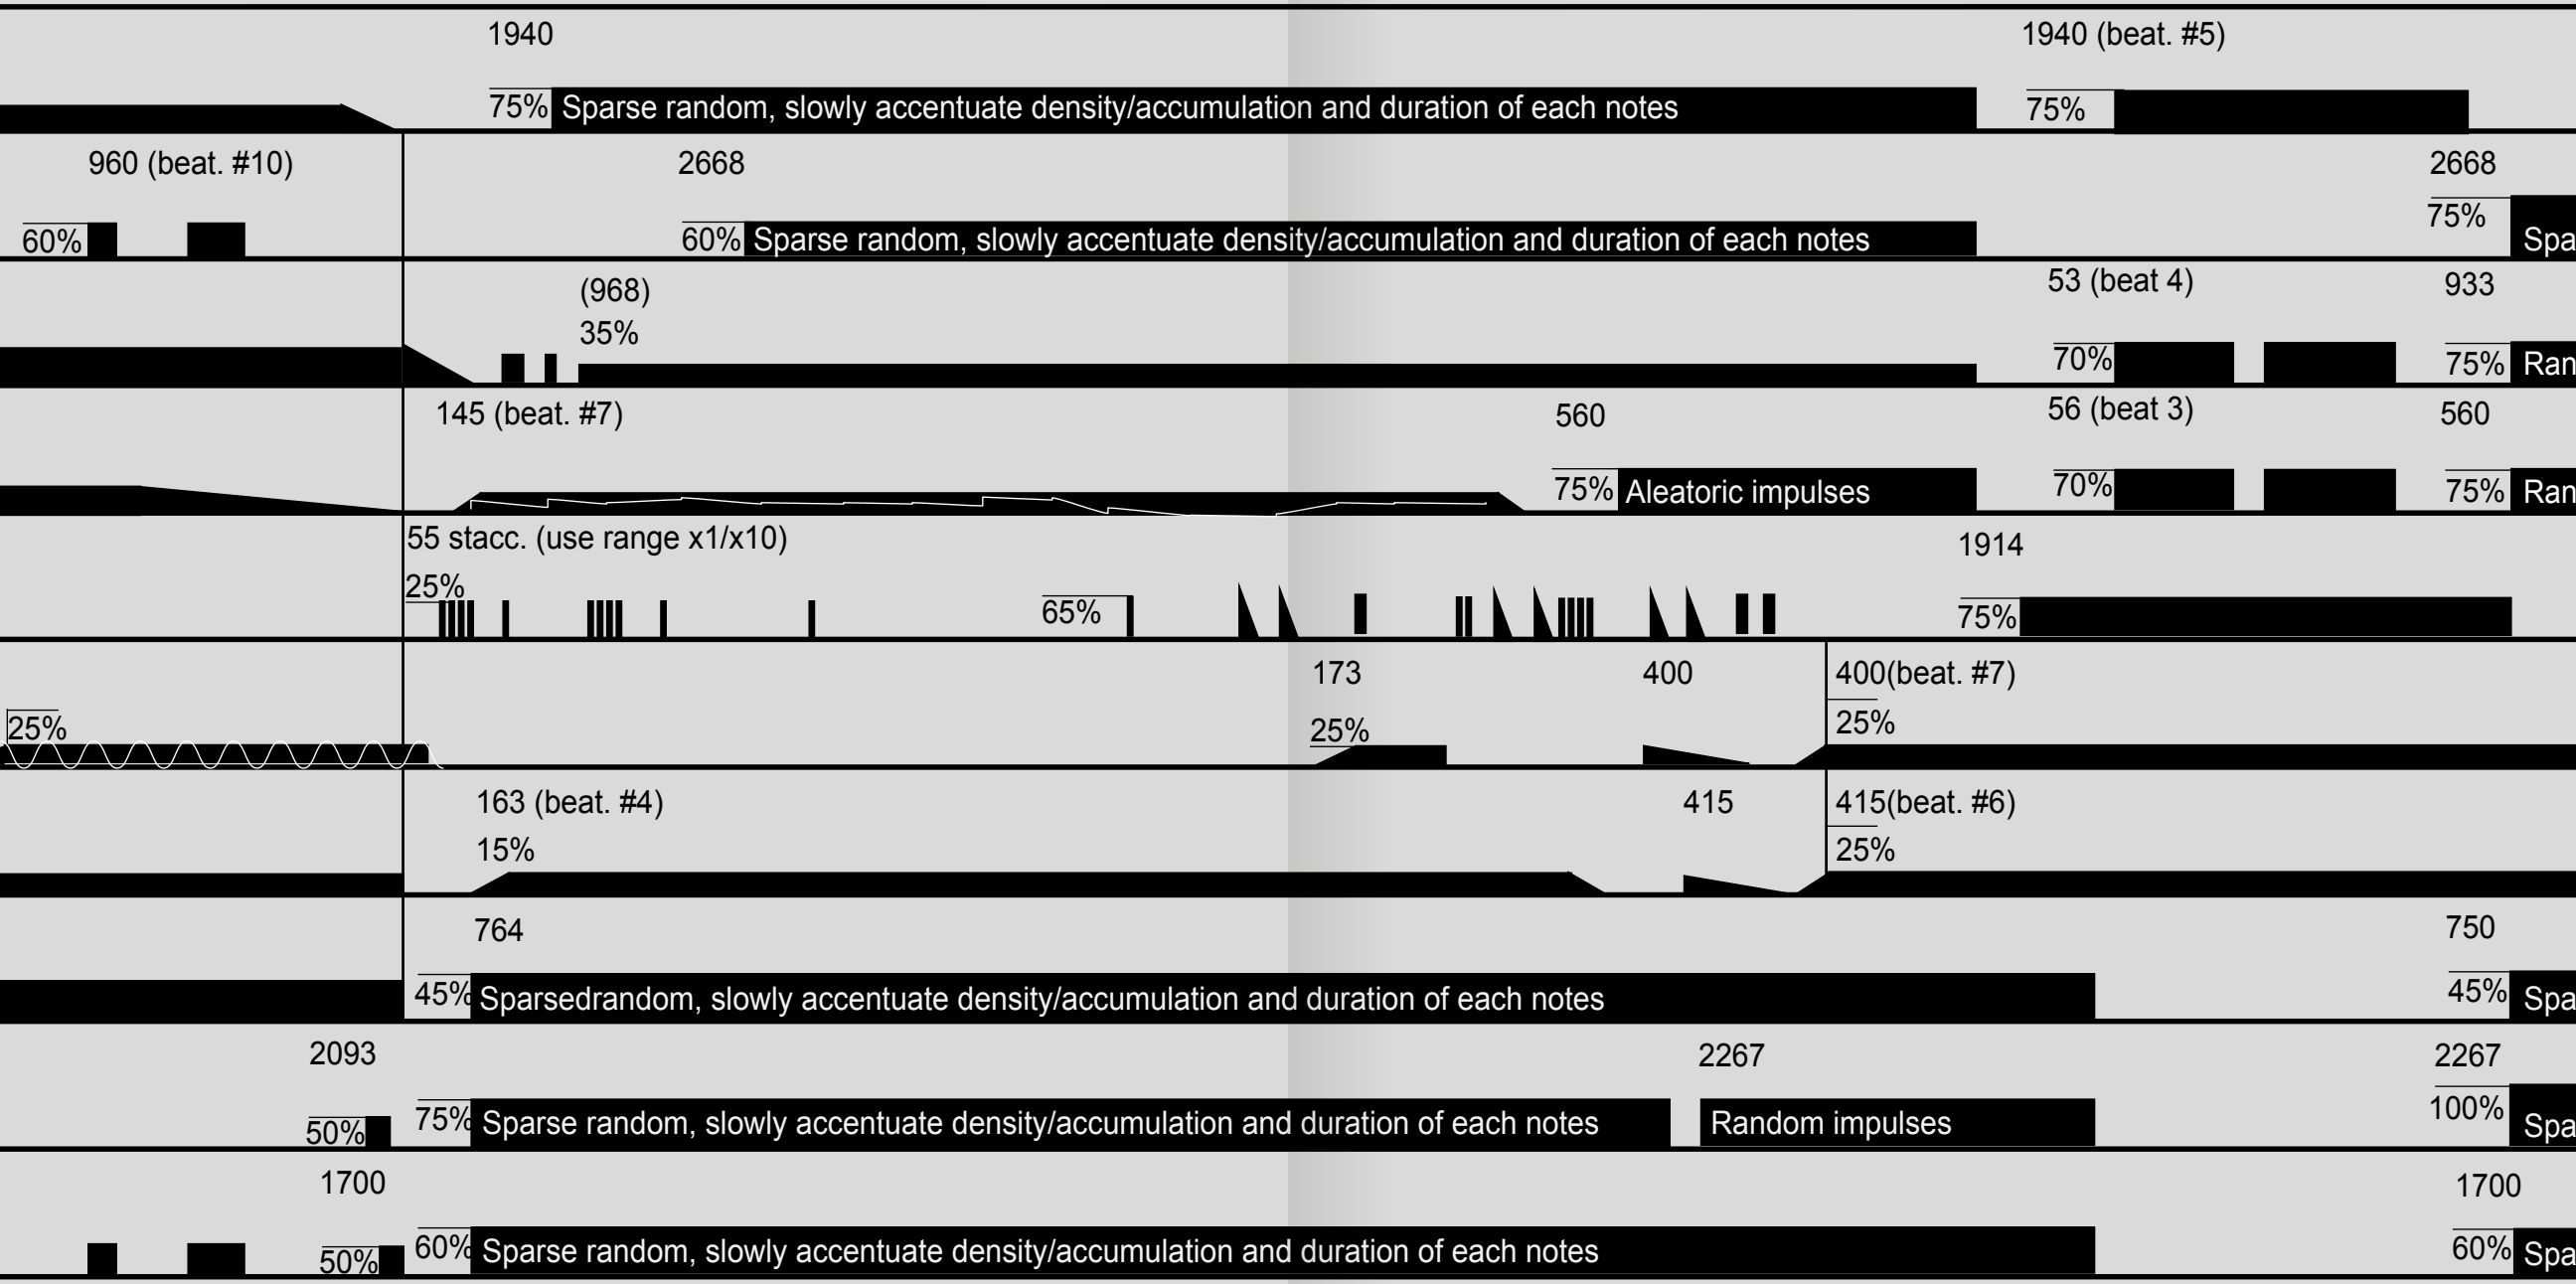 1940 1940 (beat. #5)
75% Sparse random, slowly accentuate density/accumulation and duration of each notes 75%
960 (beat. #10) 2668 2668
60% 60% Sparse random, slowly accentuate density/accumulation and duration of each notes 75% Spa
(968) 53 (beat 4) 933
35%
70% 75% Ran
145 (beat. #7) 560 56 (beat 3) 560
75% Aleatoric impulses 70% 75% Ran
55 stacc. (use range x1/x10) 1914
25% 65% 75%
173 400 400(beat. #7)
25% 25% 25%
163 (beat. #4) 415 415(beat. #6)
15% 25%
764 750
45% Sparsedrandom, slowly accentuate density/accumulation and duration of each notes 45% Spa
2093 2267 2267
50% 75% Sparse random, slowly accentuate density/accumulation and duration of each notes Random impulses 100% Spa
1700 1700
50% 60% Sparse random, slowly accentuate density/accumulation and duration of each notes 60% Spa